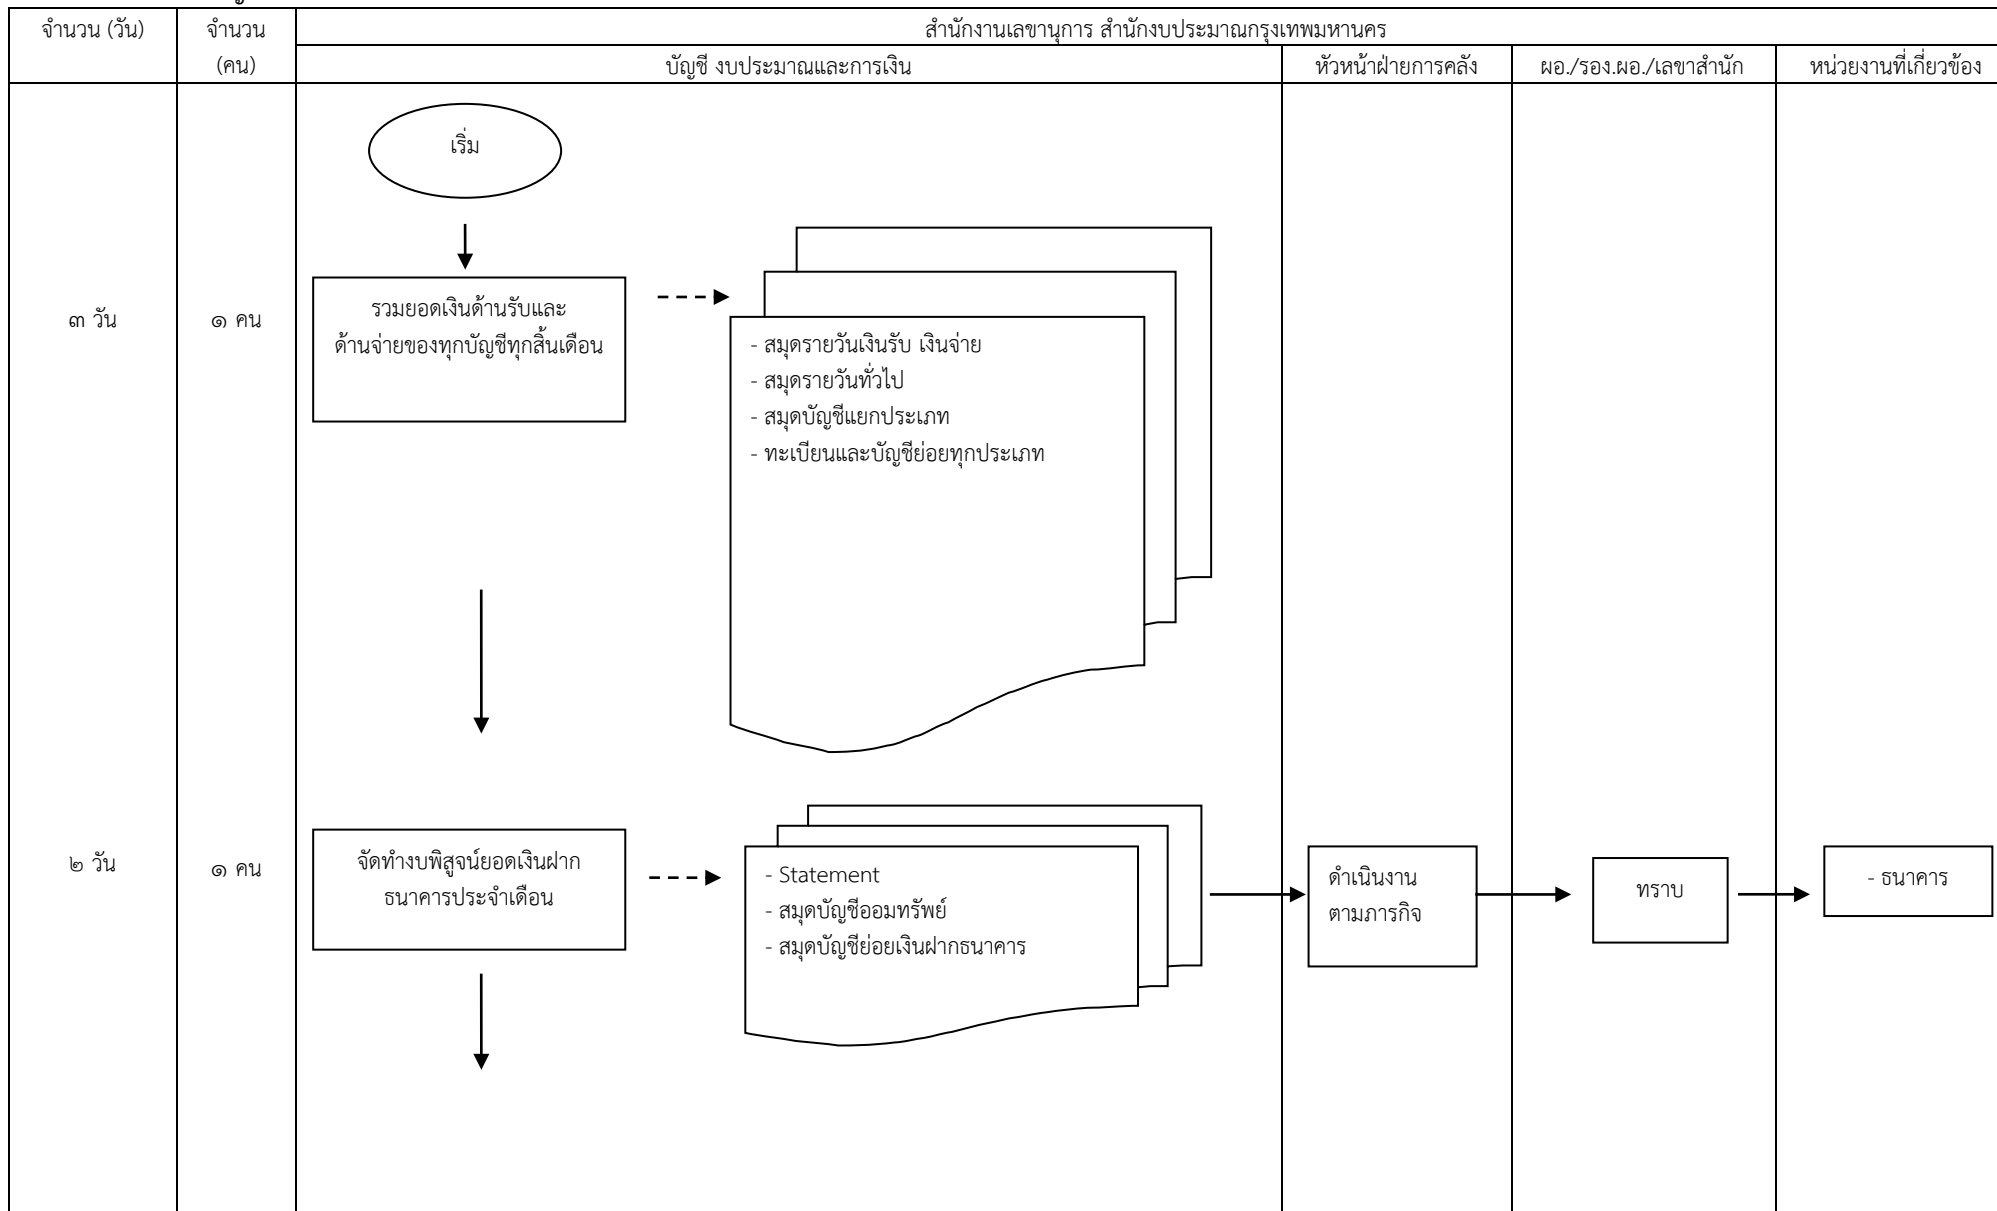 จำนวน (วัน)
จำนวน
(คน)
สำนักงานเลขานุการ สำนักงบประมาณกรุงเทพมหานคร
บัญชี งบประมาณและการเงิน
หัวหน้าฝ่ายการคลัง
ผอ./รอง.ผอ./เลขาสำนัก
หน่วยงานที่เกี่ยวข้อง
เริ่ม
๓ วัน
๑ คน
รวมยอดเงินด้านรับและ
ด้านจ่ายของทุกบัญชีทุกสิ้นเดือน
- สมุดรายวันเงินรับ เงินจ่าย
- สมุดรายวันทั่วไป
- สมุดบัญชีแยกประเภท
- ทะเบียนและบัญชีย่อยทุกประเภท
๒ วัน
๑ คน
จัดทำงบพิสูจน์ยอดเงินฝาก
ธนาคารประจำเดือน
- Statement
- สมุดบัญชีออมทรัพย์
- สมุดบัญชีย่อยเงินฝากธนาคาร
ดำเนินงาน
ตามภารกิจ
ทราบ
- ธนาคาร